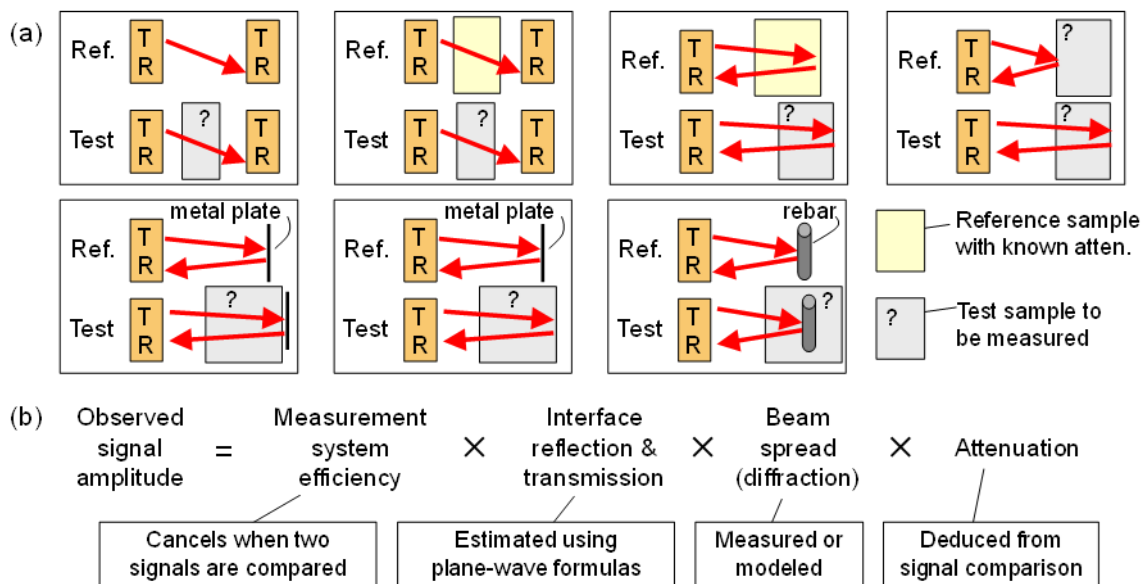 (a)
Ref.
T
R
T
R
Test
T
R
?
T
R
Ref.
T
R
T
R
Test
T
R
?
T
R
Ref.
T
R
Test
T
R
?
Ref.
T
R
?
Test
T
R
?
metal plate
Ref.
T
R
Test
T
R
?
metal plate
Ref.
T
R
Test
T
R
?
rebar
Ref.
T
R
Test
T
R
?
Reference sample
with known atten.
?
Test sample to
be measured
(b)
Observed
signal
amplitude
=
Measurement
system
efficiency
×
Interface
reflection &
transmission
×
Beam
spread
(diffraction)
×
Attenuation
Cancels when two
signals are compared
Estimated using
plane-wave formulas
Measured or
modeled
Deduced from
signal comparison